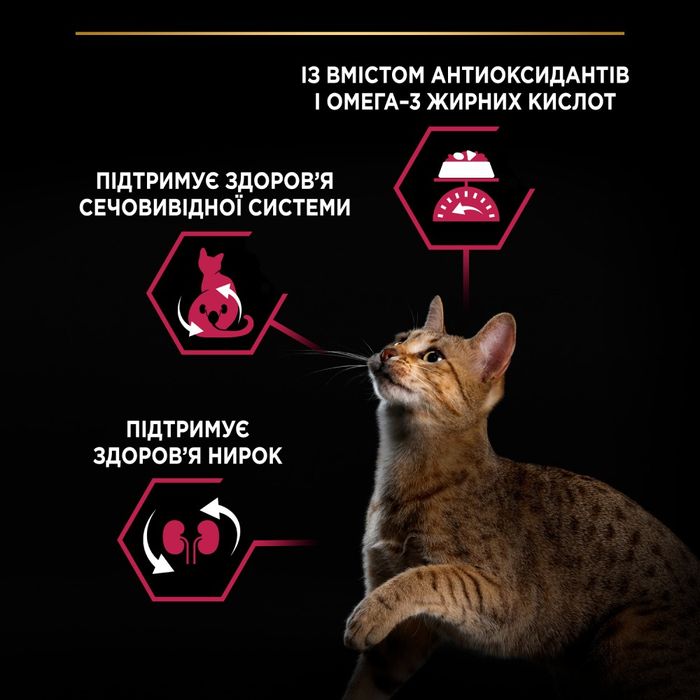 ІЗ ВМІСТОМ АНТИОКСИДАНТІВ
І ОМЕГА-3 ЖИРНИХ КИСЛОТ
ПІДТРИМУЄ ЗДОРОВ'Я
СЕЧОВИВІДНОЇ СИСТЕМИ
ПІДТРИМУЄ
ЗДОРОВ'Я НИРОК